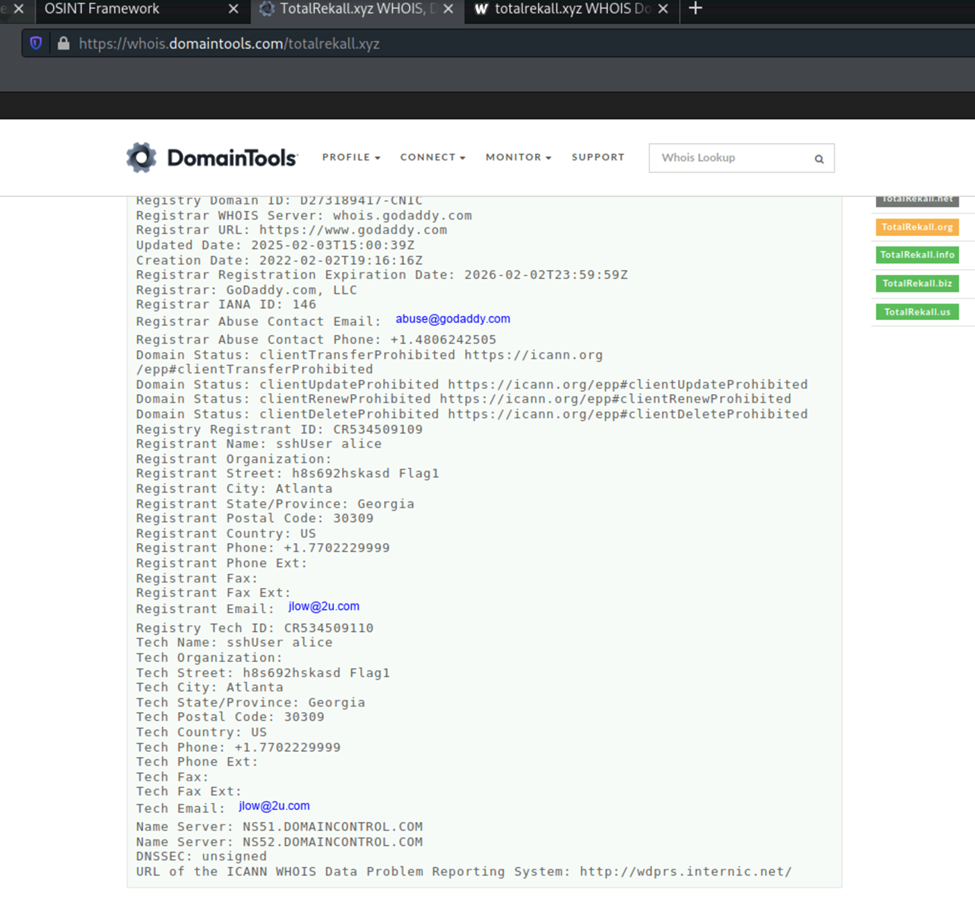 OSINT Framework
TotalRekall.xyz WHOIS, D
totalrekall.xyz WHOIS Do
https://whois.domaintools.com/totalrekall.xyz
DomainTools
PROFILE
CONNECT
MONITOR
SUPPORT
Whois Lookup
Registry Domain ID: D273189417-CNIC
Registrar WHOIS Server: whois.godaddy.com
Registrar URL: https://www.godaddy.com
Updated Date: 2025-02-03T15:00:39Z
Creation Date: 2022-02-02T19:16:16Z
Registrar Registration Expiration Date: 2026-02-02T23:59:59Z
Registrar: GoDaddy.com, LLC
Registrar IANA ID: 146
Registrar Abuse Contact Email: abuse@godaddy.com
Registrar Abuse Contact Phone: +1.4806242505
Domain Status: clientTransferProhibited https://icann.org
/epp#clientTransferProhibited
Domain Status: clientUpdateProhibited https://icann.org/epp#clientUpdateProhibited
Domain Status: clientRenewProhibited https://icann.org/epp#clientRenewProhibited
Domain Status: clientDeleteProhibited https://icann.org/epp#clientDeleteProhibited
Registry Registrant ID: CR534509109
Registrant Name: sshUser alice
Registrant Organization:
Registrant Street: h8s692hskasd Flag1
Registrant City: Atlanta
Registrant State/Province: Georgia
Registrant Postal Code: 30309
Registrant Country: US
Registrant Phone: +1.7702229999
Registrant Phone Ext:
Registrant Fax:
Registrant Fax Ext:
Registrant Email: jlow@2u.com
Registry Tech ID: CR534509110
Tech Name: sshUser alice
Tech Organization:
Tech Street: h8s692hskasd Flag1
Tech City: Atlanta
Tech State/Province: Georgia
Tech Postal Code: 30309
Tech Country: US
Tech Phone: +1.7702229999
Tech Phone Ext:
Tech Fax:
Tech Fax Ext:
Tech Email: jlow@2u.com
Name Server: NS51.DOMAINCONTROL.COM
Name Server: NS52.DOMAINCONTROL.COM
DNSSEC: unsigned
URL of the ICANN WHOIS Data Problem Reporting System: http://wdprs.internic.net/
TotalRekall.net
TotalRekall.org
TotalRekall.info
TotalRekall.biz
TotalRekall.us